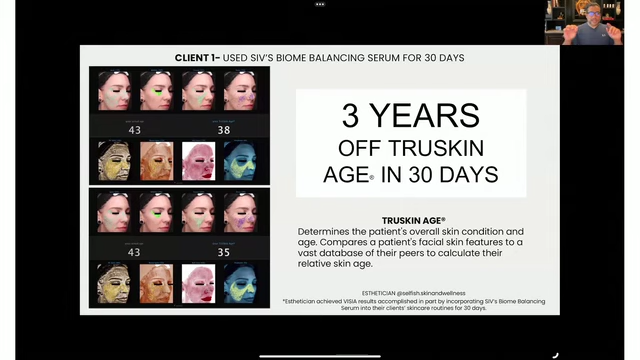 CLIENT 1- USED SIV'S BIOME BALANCING SERUM FOR 30 DAYS
43
38
43
35
3 YEARS
OFF TRUSKIN
AGE® IN 30 DAYS
TRUSKIN AGE®
Determines the patient's overall skin condition and
age. Compares a patient's facial skin features to a
vast database of their peers to calculate their
relative skin age.
ESTHETICIAN @selfish.skinandwellness
*Esthetician achieved VISIA results accomplished in part by incorporating SIV's Biome Balancing
Serum into their clients' skincare routines for 30 days.